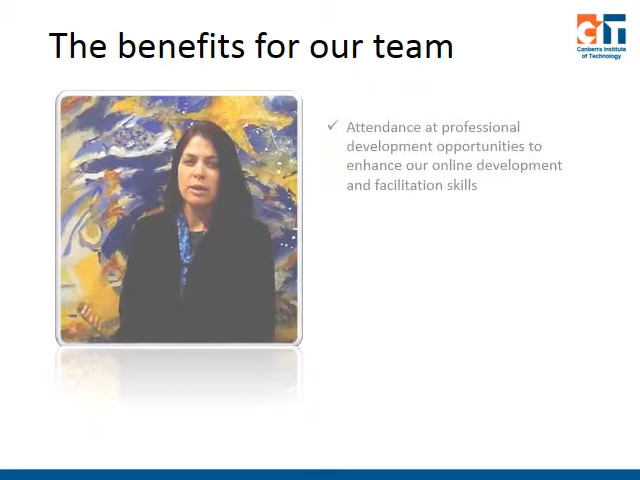 The benefits for our team
CIT
Canberra Institute
of Technology
✓ Attendance at professional
development opportunities to
enhance our online development
and facilitation skills